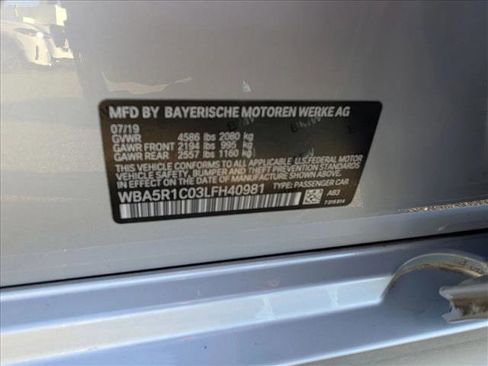 MFD BY BAYERISCHE MOTOREN WERKE AG
07/19
GVWR 4586 lbs 2080 kg
GAWR FRONT 2194 lbs 995 kg
GAWR REAR 2557 lbs 1160 kg
THIS VEHICLE CONFORMS TO ALL APPLICABLE U.S. FEDERAL MOTOR
VEHICLE SAFETY, BUMPER, AND THEFT PREVENTION STANDARDS
IN EFFECT ON THE DATE OF MANUFACTURE SHOWN ABOVE.
WBA5R1C03LFH40981 TYPE: PASSENGER CAR
AB3